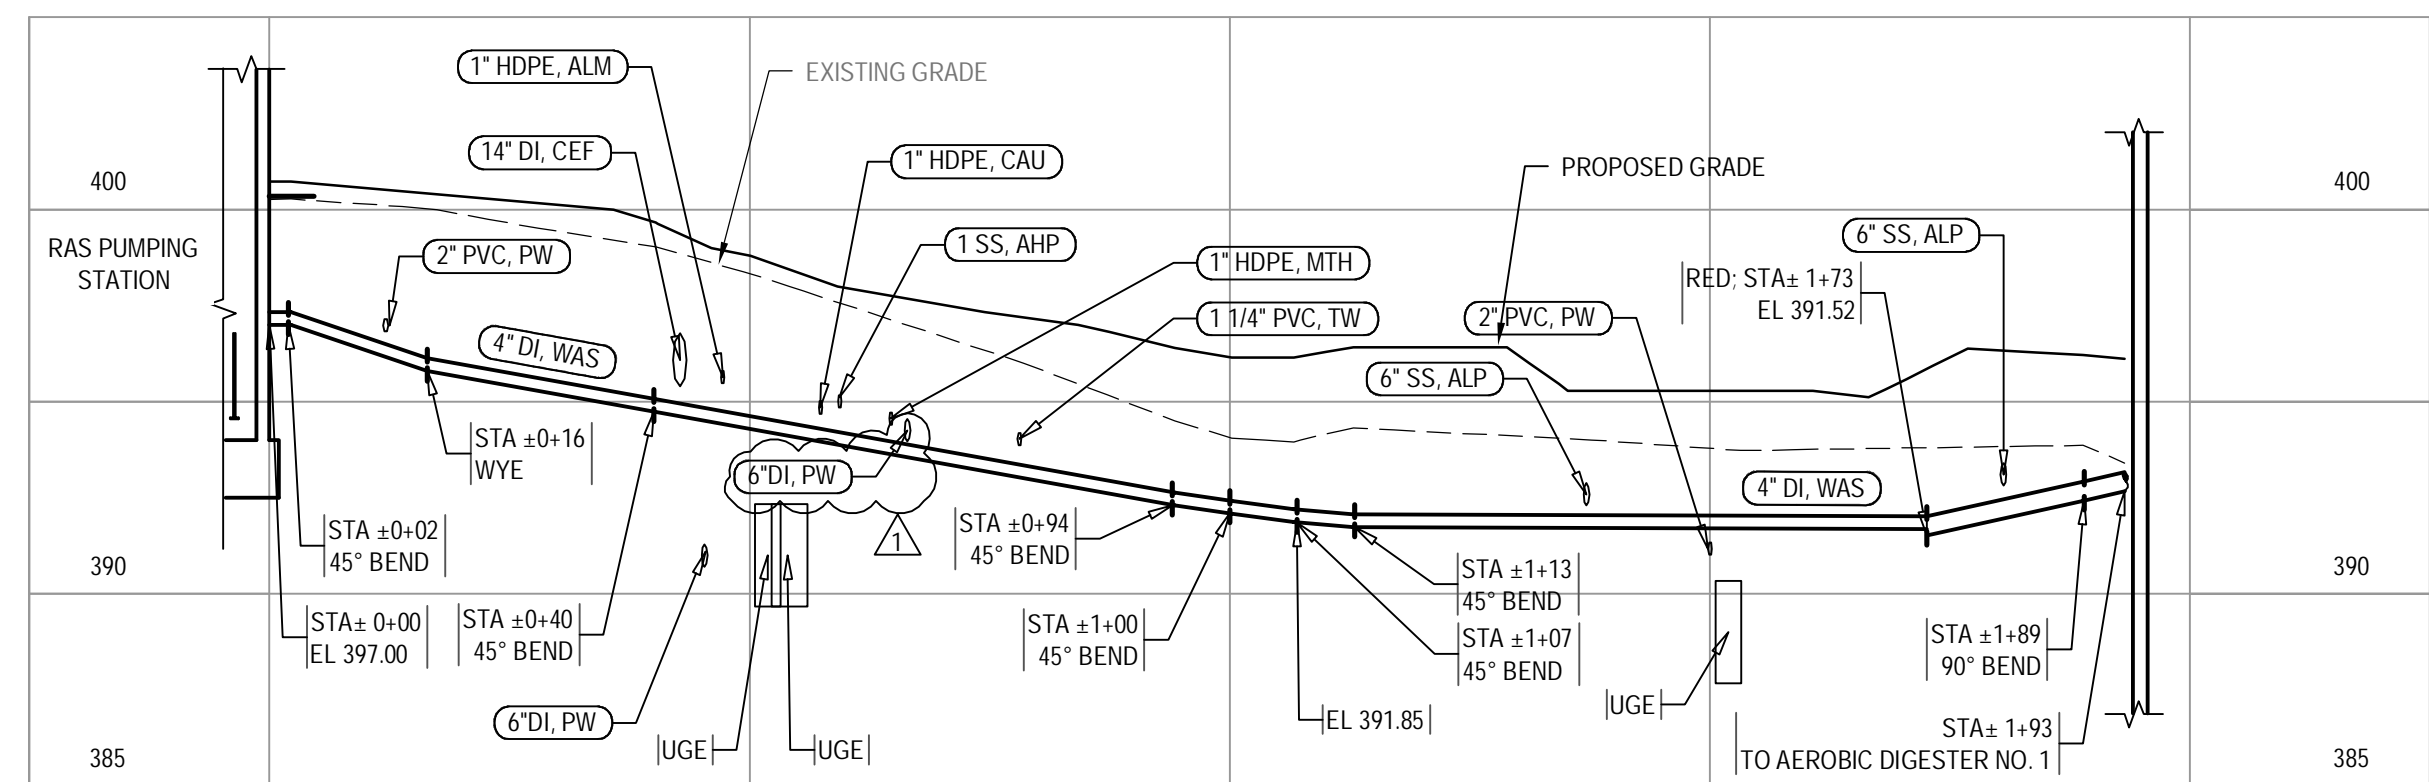 1" HDPE, ALM
EXISTING GRADE
14" DI, CEF
1" HDPE, CAU
PROPOSED GRADE
400
400
RAS PUMPING
STATION
2" PVC, PW
1 SS, AHP
1" HDPE, MTH
6" SS, ALP
RED; STA± 1+73
EL 391.52
4" DI, WAS
1 1/4" PVC, TW
2" PVC, PW
6" SS, ALP
STA ±0+16
WYE
6"DI, PW
4" DI, WAS
STA ±0+02
45° BEND
1
STA ±0+94
45° BEND
390
390
STA ±1+13
45° BEND
STA± 0+00
EL 397.00
STA ±0+40
45° BEND
STA ±1+00
45° BEND
STA ±1+07
45° BEND
STA ±1+89
90° BEND
6"DI, PW
UGE
UGE
EL 391.85
UGE
STA± 1+93
TO AEROBIC DIGESTER NO. 1
385
385